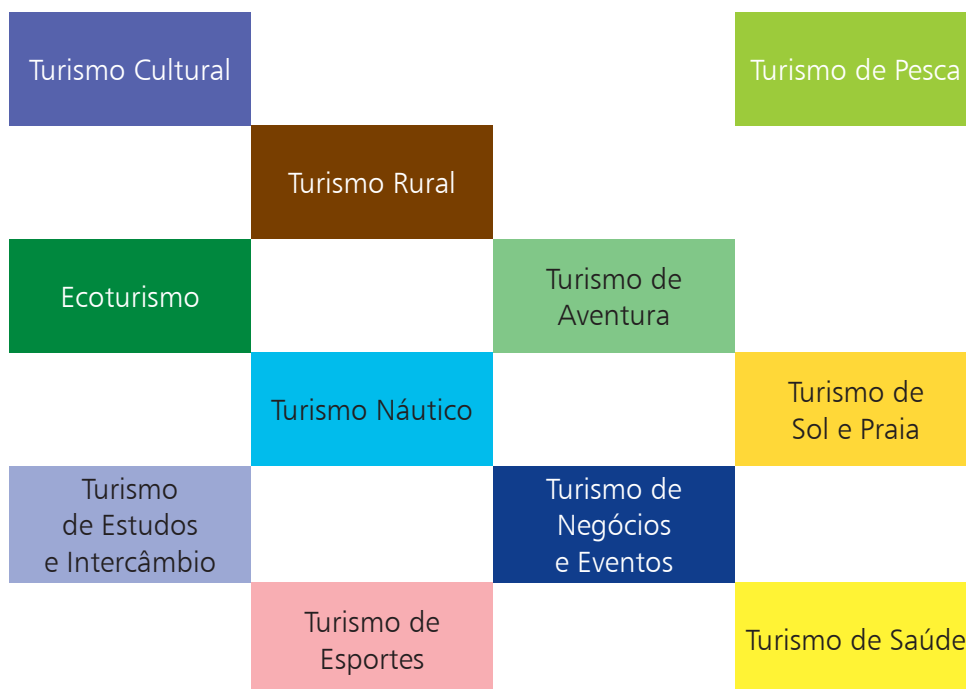 Turismo Cultural
Turismo de Pesca
Turismo Rural
Ecoturismo
Turismo de
Aventura
Turismo Náutico
Turismo de
Sol e Praia
Turismo
de Estudos
e Intercâmbio
Turismo de
Negócios
e Eventos
Turismo de
Esportes
Turismo de Saúde